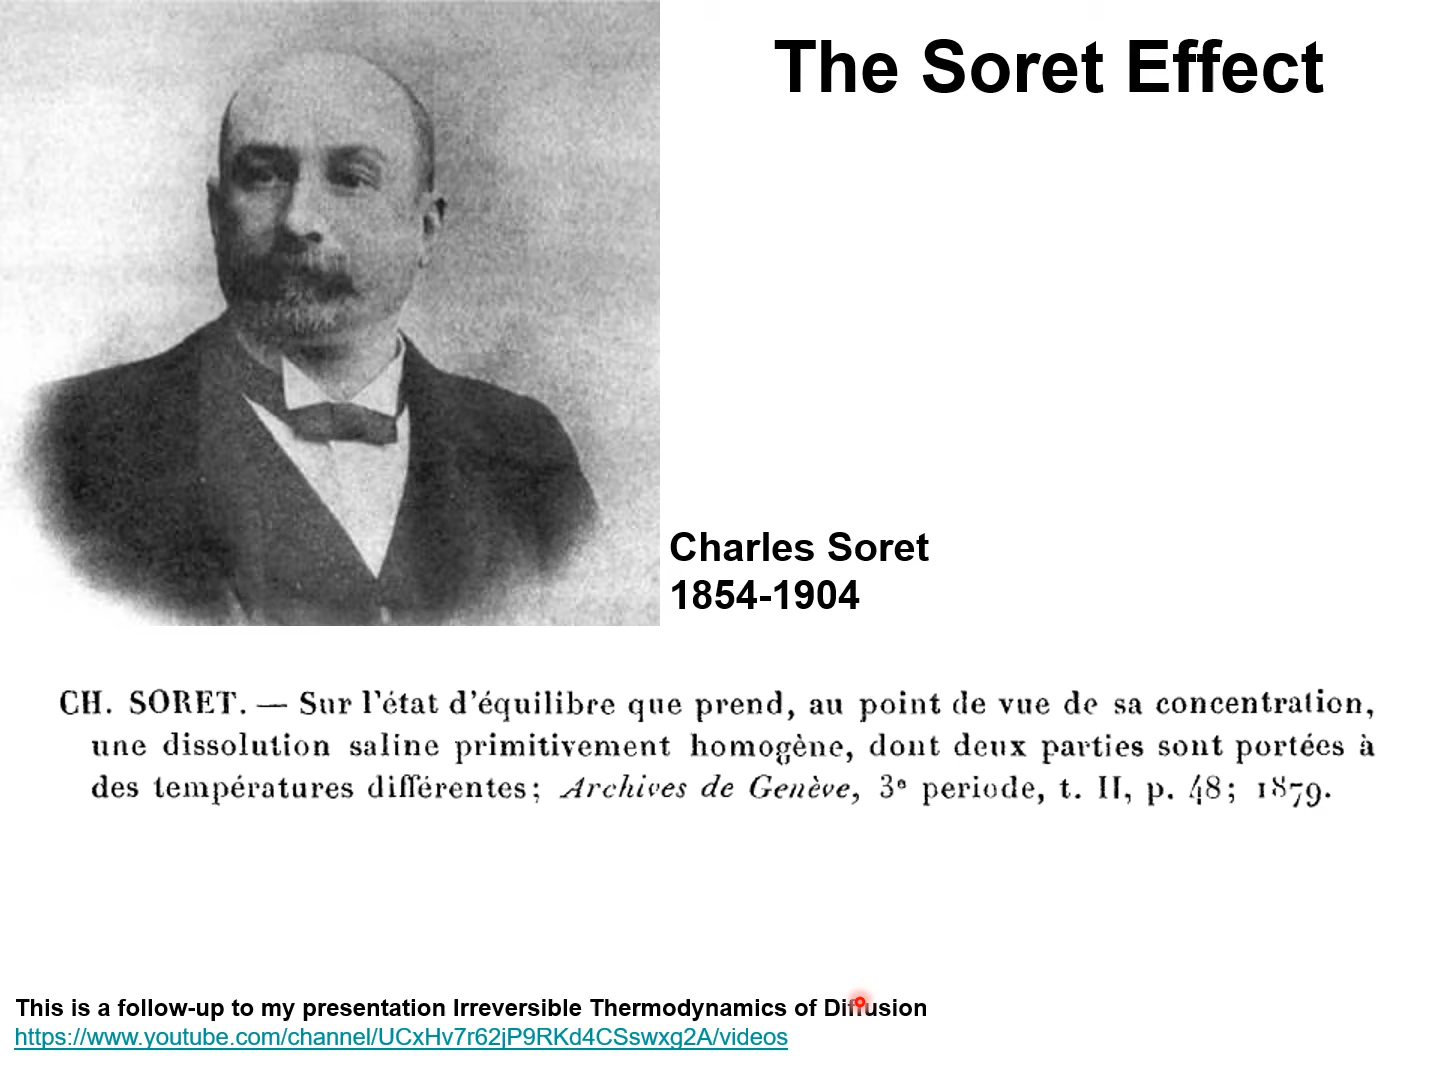 The Soret Effect
Charles Soret
1854-1904
CH. SORET. — Sur l'état d'équilibre que prend, au point de vue de sa concentration,
une dissolution saline primitivement homogène, dont deux parties sont portées à
des températures différentes; Archives de Genève, 3e periode, t. II, p. 48; 1879.
This is a follow-up to my presentation Irreversible Thermodynamics of Diffusion
https://www.youtube.com/channel/UCxHv7r62jP9RKd4CSswxg2A/videos